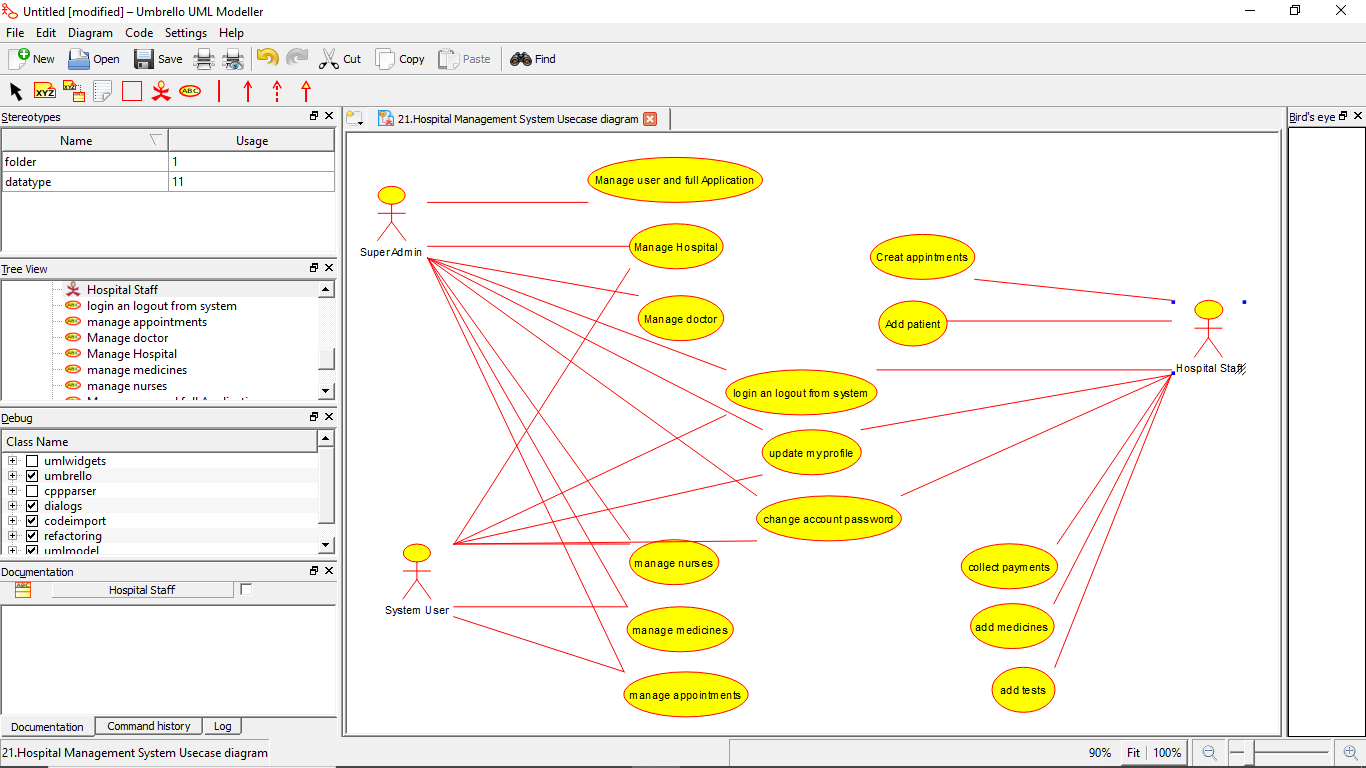 Untitled [modified] – Umbrello UML Modeller
File Edit Diagram Code Settings Help
New Open Save Cut Copy Paste Find
XYZ XYZ ABC
Stereotypes
Name Usage
folder 1
datatype 11
Tree View
Hospital Staff
login an logout from system
manage appointments
Manage doctor
Manage Hospital
manage medicines
manage nurses
Debug
Class Name
umlwidgets
umbrello
cppparser
dialogs
codeimport
refactoring
umlmodel
Documentation
Hospital Staff
Documentation Command history Log
21.Hospital Management System Usecase diagram
21.Hospital Management System Usecase diagram
Bird's eye
Manage user and full Application
SuperAdmin
Manage Hospital
Creat appintments
Manage doctor
Add patient
Hospital Staff
login an logout from system
update my profile
change account password
manage nurses
collect payments
System User
manage medicines
add medicines
manage appointments
add tests
90% Fit 100%